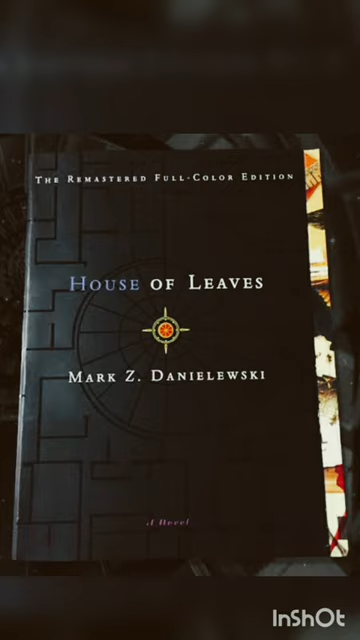 The Remastered Full-Color Edition
House of Leaves
Mark Z. Danielewski
A Novel
InShOt